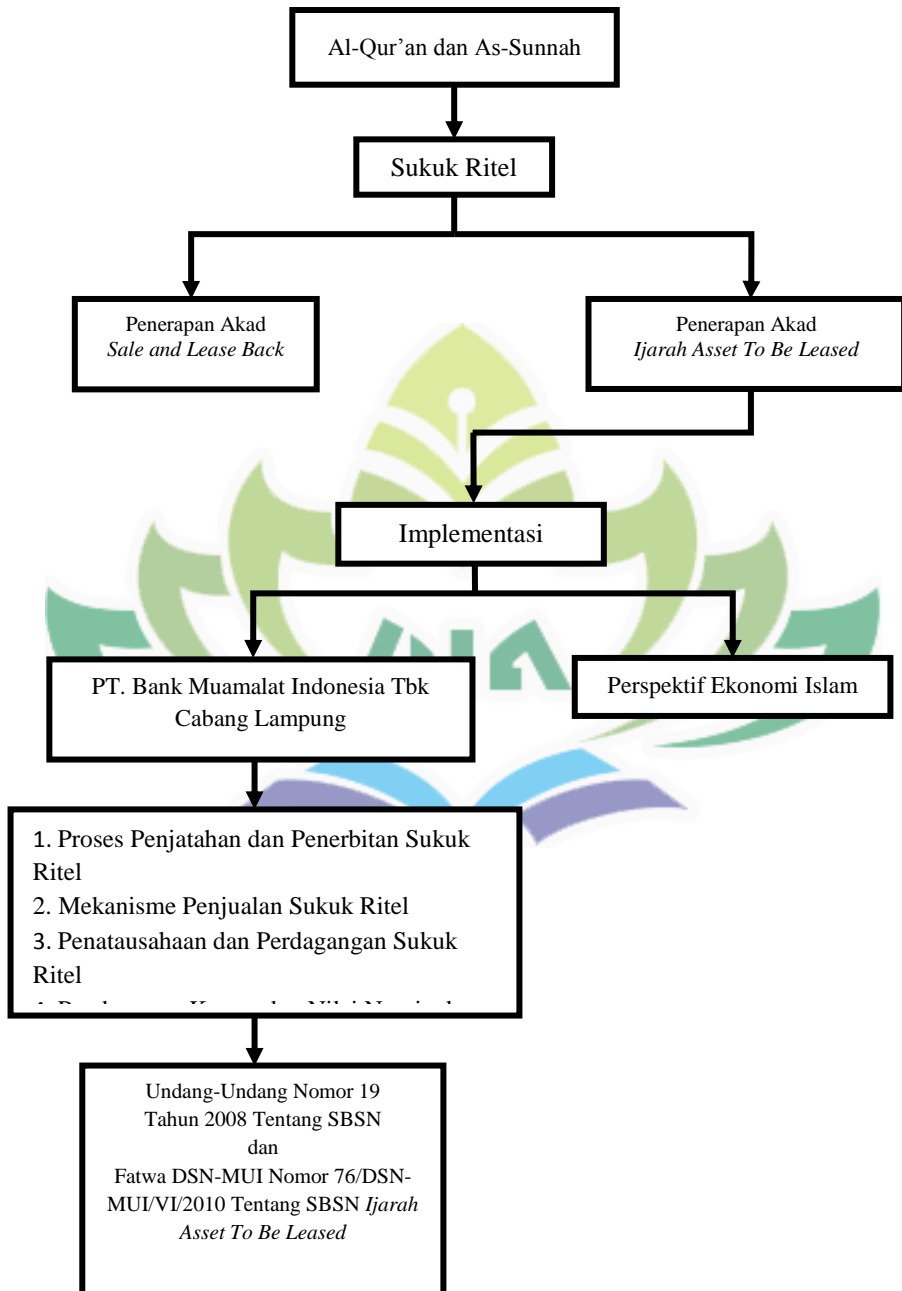 Al-Qur’an dan As-Sunnah
Sukuk Ritel
Penerapan Akad
Sale and Lease Back
Penerapan Akad
Ijarah Asset To Be Leased
Implementasi
PT. Bank Muamalat Indonesia Tbk
Cabang Lampung
Perspektif Ekonomi Islam
1. Proses Penjatahan dan Penerbitan Sukuk
Ritel
2. Mekanisme Penjualan Sukuk Ritel
3. Penatausahaan dan Perdagangan Sukuk
Ritel
Undang-Undang Nomor 19
Tahun 2008 Tentang SBSN
dan
Fatwa DSN-MUI Nomor 76/DSN-
MUI/VI/2010 Tentang SBSN Ijarah
Asset To Be Leased